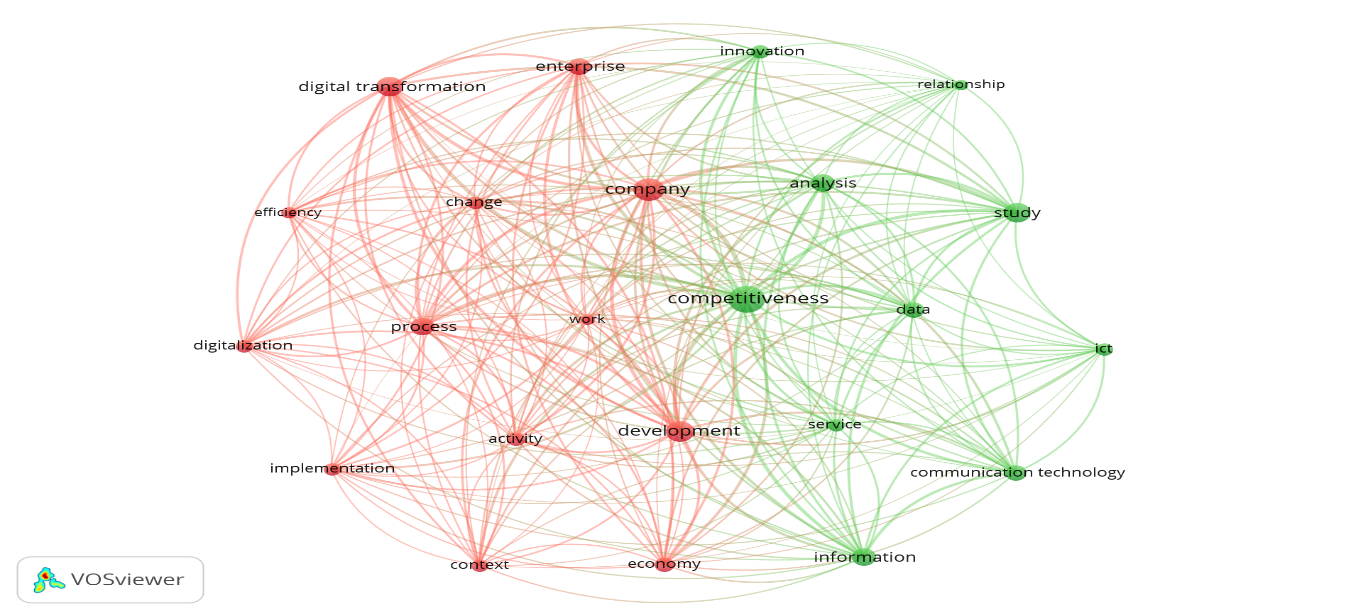 innovation
enterprise
relationship
digital transformation
analysis
company
change
efficiency
study
competitiveness
data
work
process
digitalization
ict
service
development
activity
implementation
communication technology
information
economy
context
VOSviewer